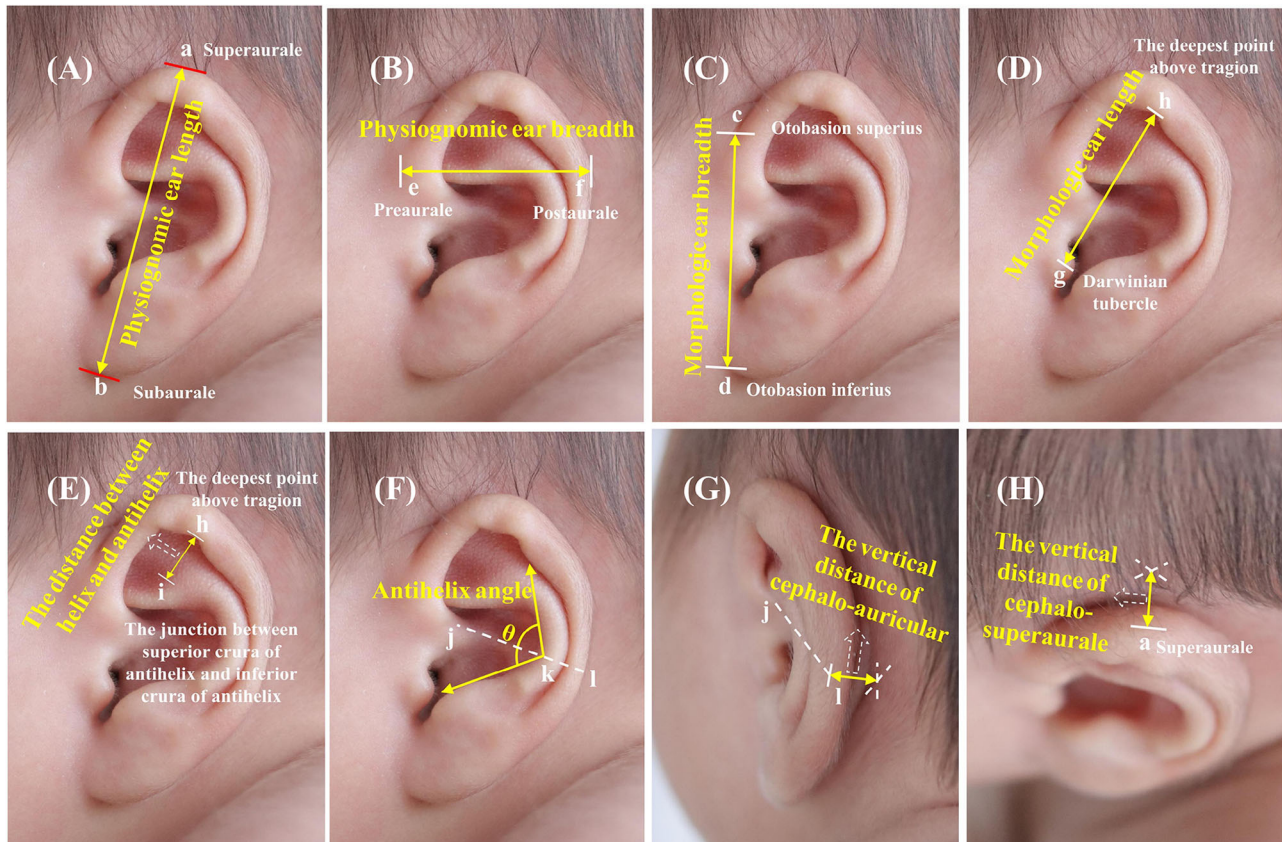 (A)
a Superaurale
Physiognomic ear length
b
Subaurale
(B)
Physiognomic ear breadth
e
f
Preaurale
Postaurale
(C)
c
Otobasion superius
Morphologic ear breadth
d
Otobasion inferius
(D)
The deepest point
above tragion
h
Morphologic ear length
g
Darwinian
tubercle
(E)
The distance between
helix and antihelix
The deepest point
above tragion
h
i
The junction between
superior crura of
antihelix and inferior
crura of antihelix
(F)
Antihelix angle
θ
j
k
l
(G)
The vertical
distance of
cephalo-auricular
j
l
(H)
The vertical
distance of
cephalo-
superaurale
a Superaurale